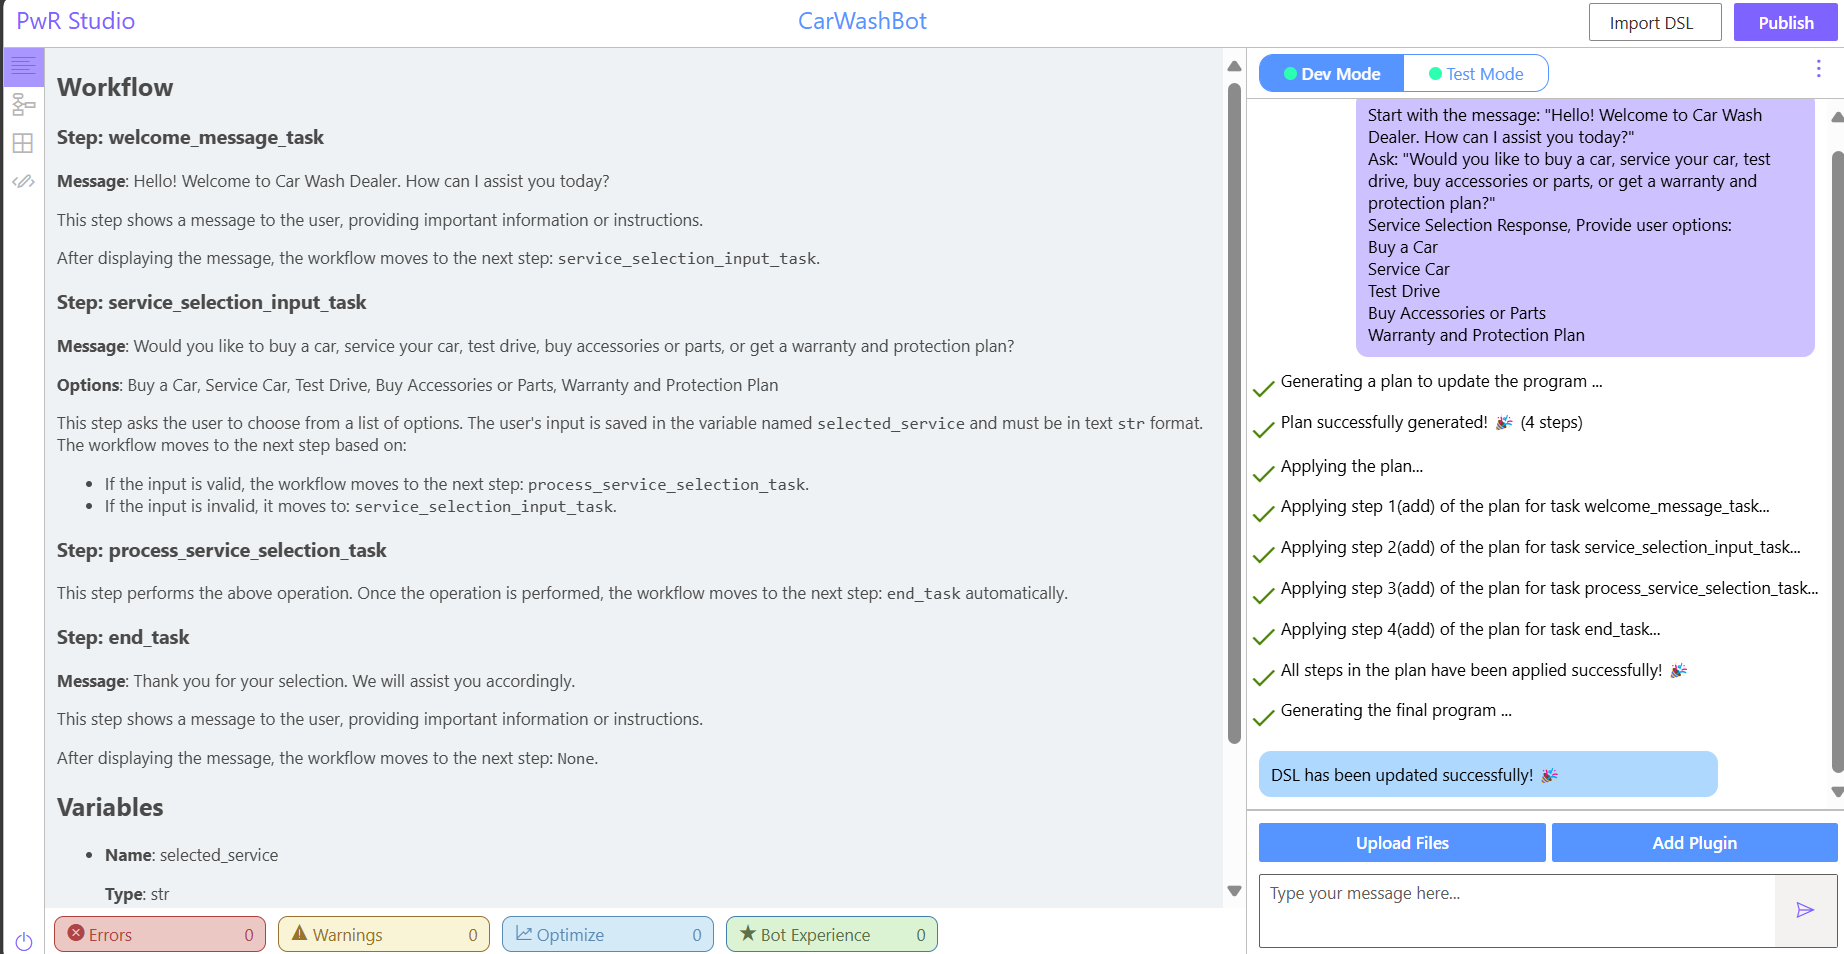 PwR Studio
CarWashBot
Import DSL
Publish
Workflow
Step: welcome_message_task
Message: Hello! Welcome to Car Wash Dealer. How can I assist you today?
This step shows a message to the user, providing important information or instructions.
After displaying the message, the workflow moves to the next step: service_selection_input_task.
Step: service_selection_input_task
Message: Would you like to buy a car, service your car, test drive, buy accessories or parts, or get a warranty and protection plan?
Options: Buy a Car, Service Car, Test Drive, Buy Accessories or Parts, Warranty and Protection Plan
This step asks the user to choose from a list of options. The user's input is saved in the variable named selected_service and must be in text str format.
The workflow moves to the next step based on:
• If the input is valid, the workflow moves to the next step: process_service_selection_task.
• If the input is invalid, it moves to: service_selection_input_task.
Step: process_service_selection_task
This step performs the above operation. Once the operation is performed, the workflow moves to the next step: end_task automatically.
Step: end_task
Message: Thank you for your selection. We will assist you accordingly.
This step shows a message to the user, providing important information or instructions.
After displaying the message, the workflow moves to the next step: None.
Variables
• Name: selected_service
Type: str
Errors 0
Warnings 0
Optimize 0
Bot Experience 0
Dev Mode
Test Mode
Start with the message: "Hello! Welcome to Car Wash
Dealer. How can I assist you today?"
Ask: "Would you like to buy a car, service your car, test
drive, buy accessories or parts, or get a warranty and
protection plan?"
Service Selection Response, Provide user options:
Buy a Car
Service Car
Test Drive
Buy Accessories or Parts
Warranty and Protection Plan
Generating a plan to update the program ...
Plan successfully generated! 🎉 (4 steps)
Applying the plan...
Applying step 1(add) of the plan for task welcome_message_task...
Applying step 2(add) of the plan for task service_selection_input_task...
Applying step 3(add) of the plan for task process_service_selection_task...
Applying step 4(add) of the plan for task end_task...
All steps in the plan have been applied successfully! 🎉
Generating the final program ...
DSL has been updated successfully! 🎉
Upload Files
Add Plugin
Type your message here...